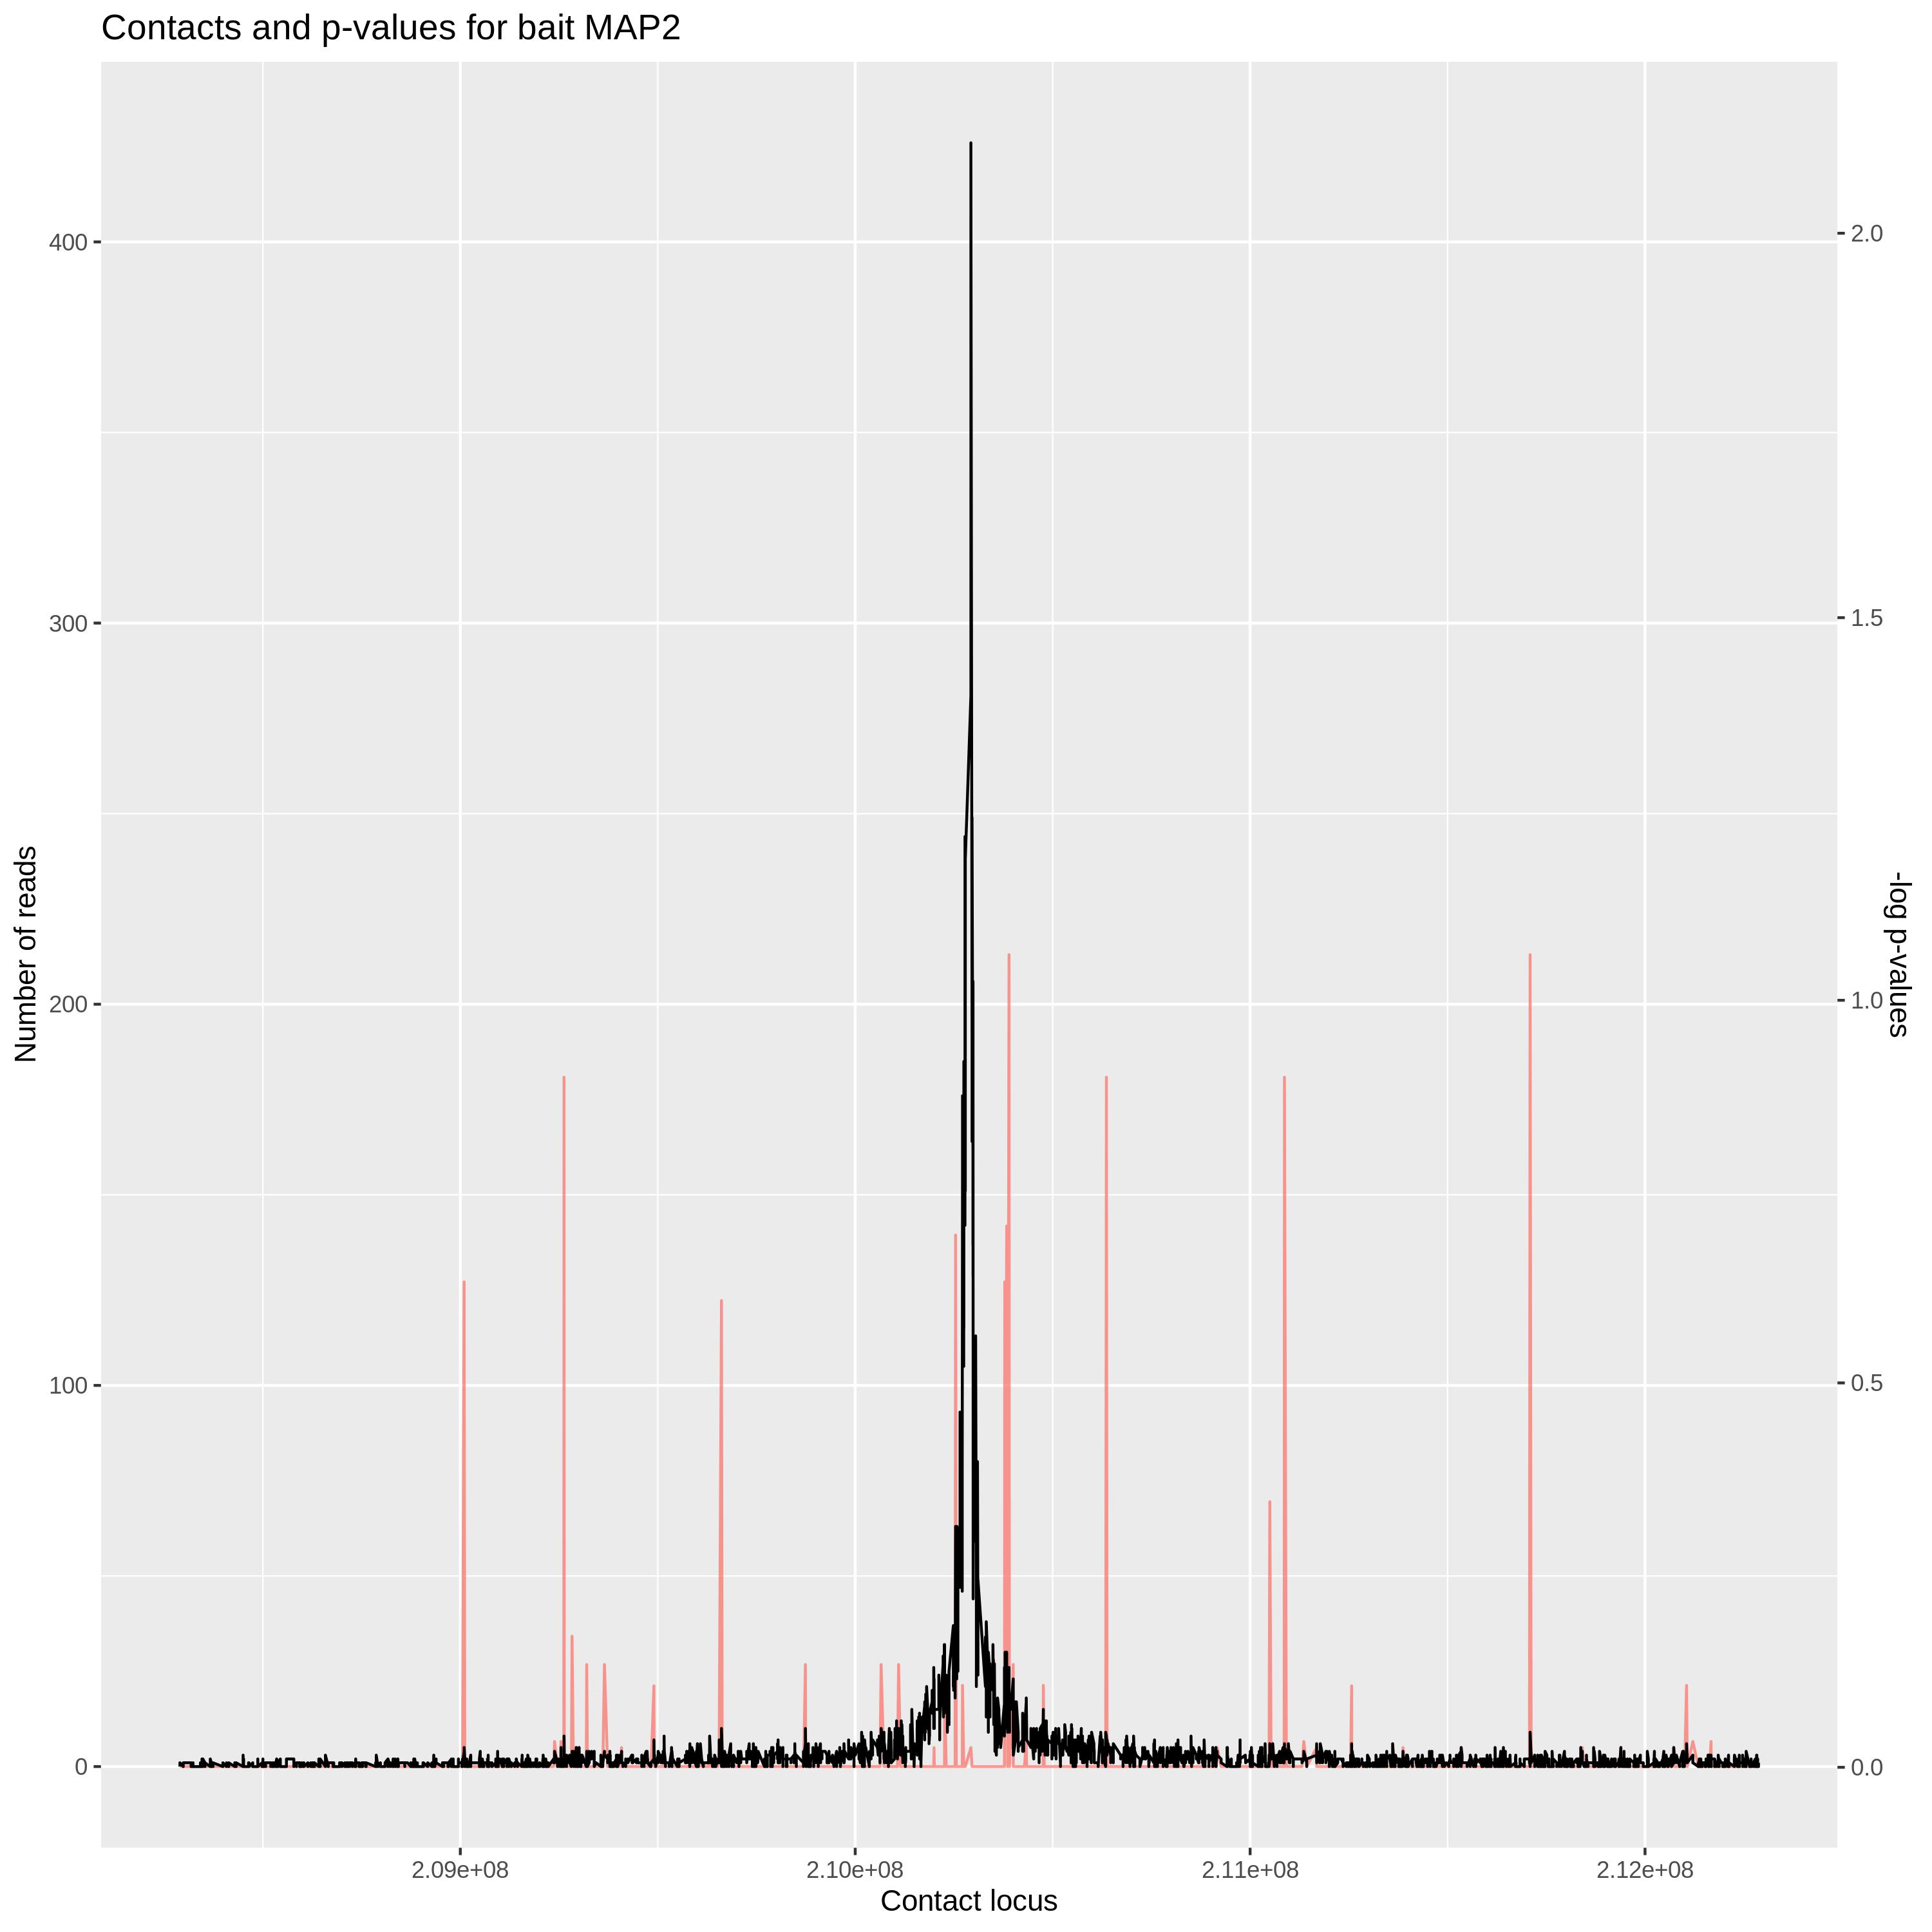 Contacts and p-values for bait MAP2
Number of reads
400
300
200
100
0
2.0
1.5
1.0
0.5
0.0
-log p-values
2.09e+08
2.10e+08
2.11e+08
2.12e+08
Contact locus